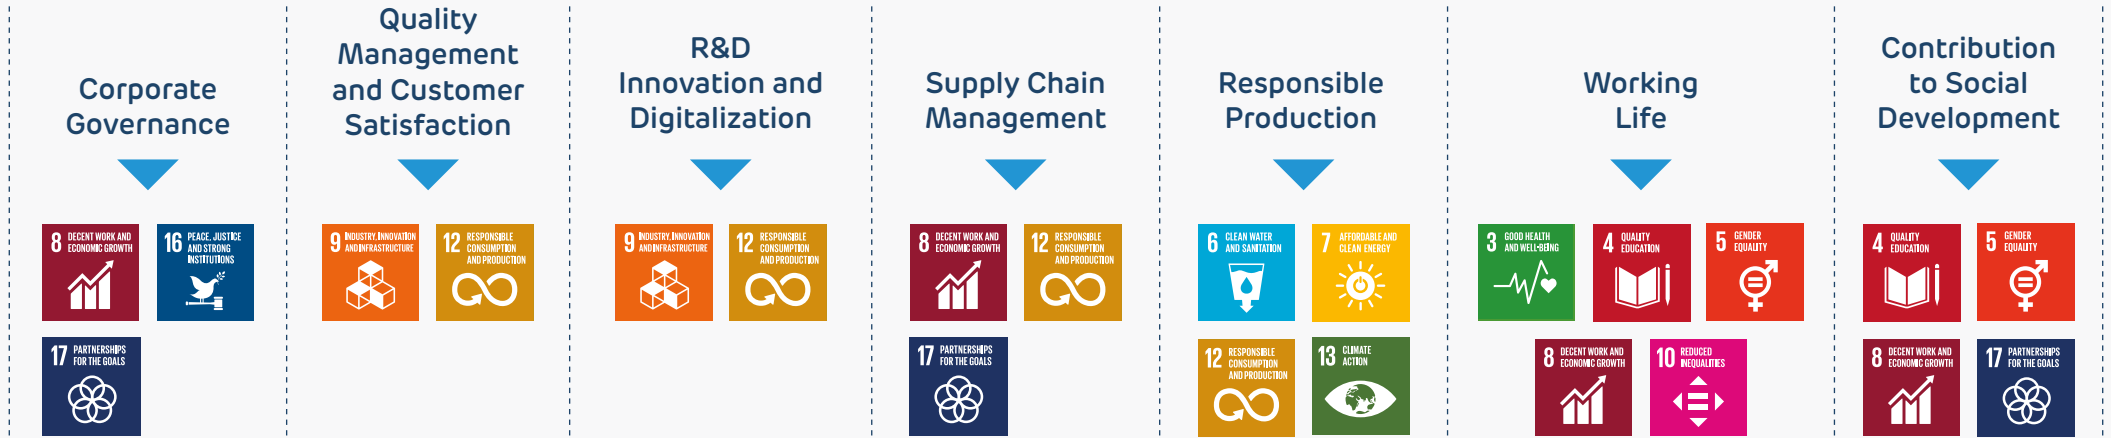 Corporate
Governance
8 DECENT WORK AND
ECONOMIC GROWTH
16 PEACE, JUSTICE
AND STRONG
INSTITUTIONS
17 PARTNERSHIPS
FOR THE GOALS
Quality
Management
and Customer
Satisfaction
9 INDUSTRY, INNOVATION
AND INFRASTRUCTURE
12 RESPONSIBLE
CONSUMPTION
AND PRODUCTION
R&D
Innovation and
Digitalization
9 INDUSTRY, INNOVATION
AND INFRASTRUCTURE
12 RESPONSIBLE
CONSUMPTION
AND PRODUCTION
Supply Chain
Management
8 DECENT WORK AND
ECONOMIC GROWTH
12 RESPONSIBLE
CONSUMPTION
AND PRODUCTION
17 PARTNERSHIPS
FOR THE GOALS
Responsible
Production
6 CLEAN WATER
AND SANITATION
7 AFFORDABLE AND
CLEAN ENERGY
12 RESPONSIBLE
CONSUMPTION
AND PRODUCTION
13 CLIMATE
ACTION
Working
Life
3 GOOD HEALTH
AND WELL-BEING
4 QUALITY
EDUCATION
5 GENDER
EQUALITY
8 DECENT WORK AND
ECONOMIC GROWTH
10 REDUCED
INEQUALITIES
Contribution
to Social
Development
4 QUALITY
EDUCATION
5 GENDER
EQUALITY
8 DECENT WORK AND
ECONOMIC GROWTH
17 PARTNERSHIPS
FOR THE GOALS